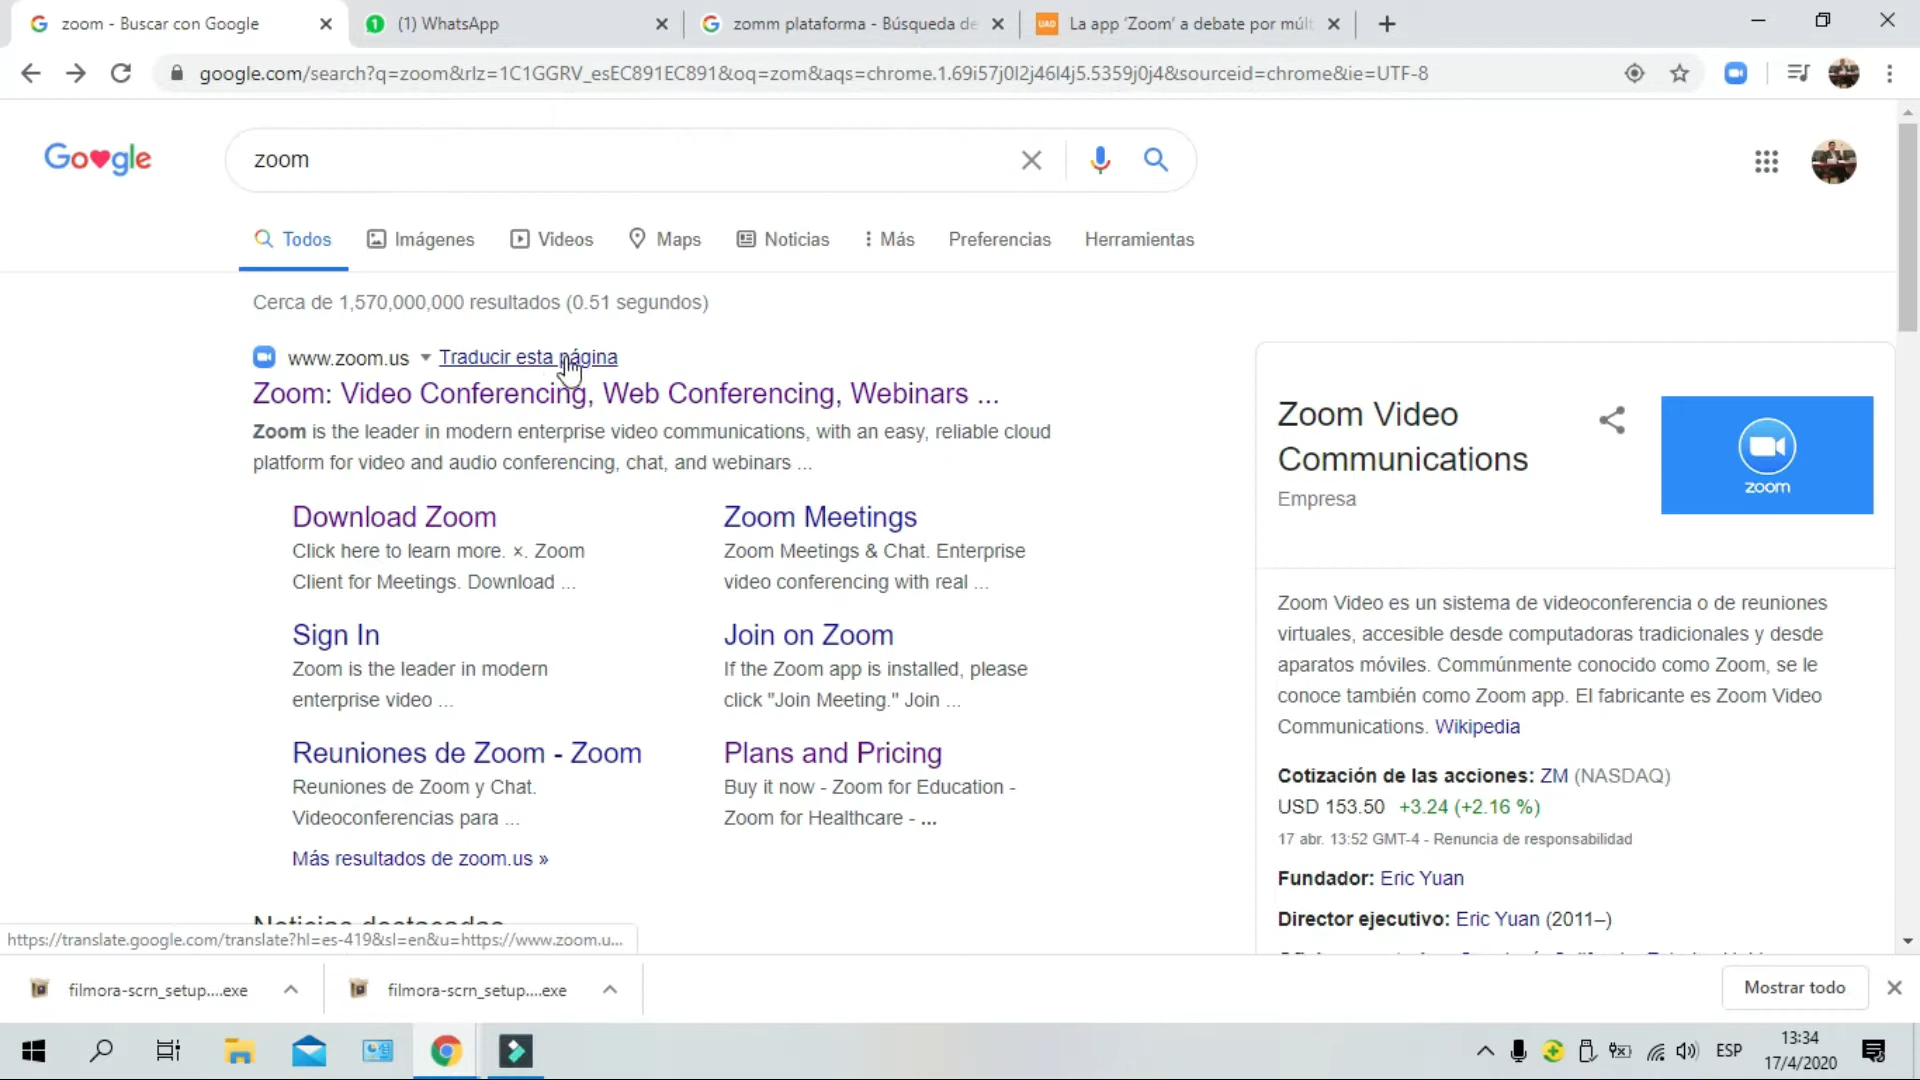 zoom - Buscar con Google
(1) WhatsApp
zomm plataforma - Búsqueda de
UAO
La app ‘Zoom’ a debate por múlt
google.com/search?q=zoom&rlz=1C1GGRV_esEC891EC891&oq=zom&aqs=chrome.1.69i57j0l2j46l4j5.5359j0j4&sourceid=chrome&ie=UTF-8
Google
zoom
Todos
Imágenes
Videos
Maps
Noticias
Más
Preferencias
Herramientas
Cerca de 1,570,000,000 resultados (0.51 segundos)
www.zoom.us
Traducir esta página
Zoom: Video Conferencing, Web Conferencing, Webinars ...
Zoom is the leader in modern enterprise video communications, with an easy, reliable cloud
platform for video and audio conferencing, chat, and webinars ...
Download Zoom
Click here to learn more. ×. Zoom
Client for Meetings. Download ...
Zoom Meetings
Zoom Meetings & Chat. Enterprise
video conferencing with real ...
Sign In
Zoom is the leader in modern
enterprise video ...
Join on Zoom
If the Zoom app is installed, please
click "Join Meeting." Join ...
Reuniones de Zoom - Zoom
Reuniones de Zoom y Chat.
Videoconferencias para ...
Plans and Pricing
Buy it now - Zoom for Education -
Zoom for Healthcare - ...
Más resultados de zoom.us »
Noticias destacadas
Zoom Video
Communications
Empresa
zoom
Zoom Video es un sistema de videoconferencia o de reuniones
virtuales, accesible desde computadoras tradicionales y desde
aparatos móviles. Commúnmente conocido como Zoom, se le
conoce también como Zoom app. El fabricante es Zoom Video
Communications. Wikipedia
Cotización de las acciones: ZM (NASDAQ)
USD 153.50 +3.24 (+2.16 %)
17 abr. 13:52 GMT-4 - Renuncia de responsabilidad
Fundador: Eric Yuan
Director ejecutivo: Eric Yuan (2011–)
https://translate.google.com/translate?hl=es-419&sl=en&u=https://www.zoom.u...
filmora-scrn_setup....exe
filmora-scrn_setup....exe
Mostrar todo
ESP
13:34
17/4/2020